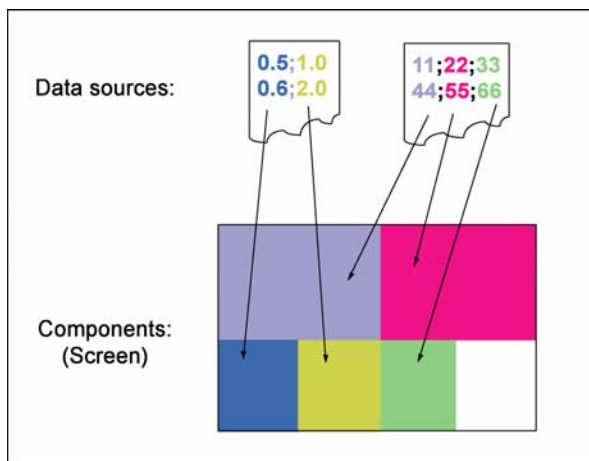 Data sources:
0.5;1.0
0.6;2.0
11;22;33
44;55;66
Components:
(Screen)